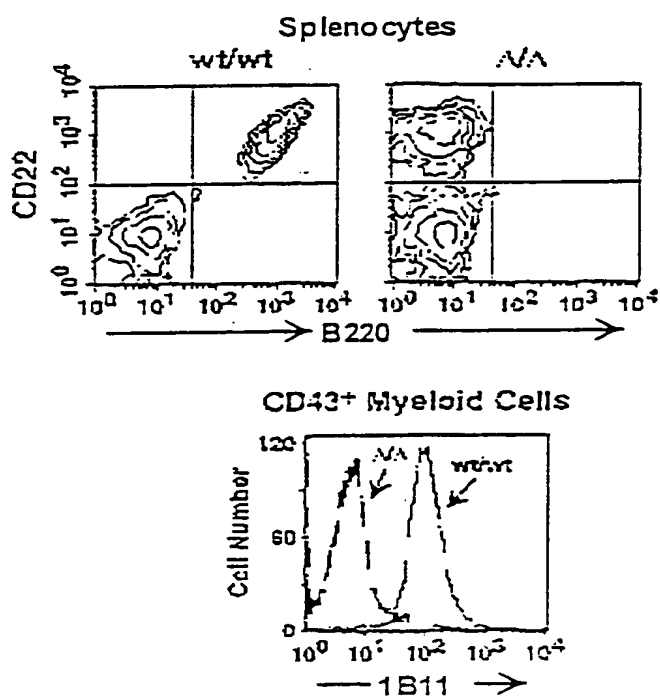 Splenocytes
wt/wt
Δ/Δ
CD22
10⁴
10³
10²
10¹
10⁰
10⁰ 10¹ 10² 10³ 10⁴
10⁰ 10¹ 10² 10³ 10⁴
B220
CD43⁺ Myeloid Cells
Cell Number
120
60
0
Δ/Δ
wt/wt
10⁰ 10¹ 10² 10³ 10⁴
1B11